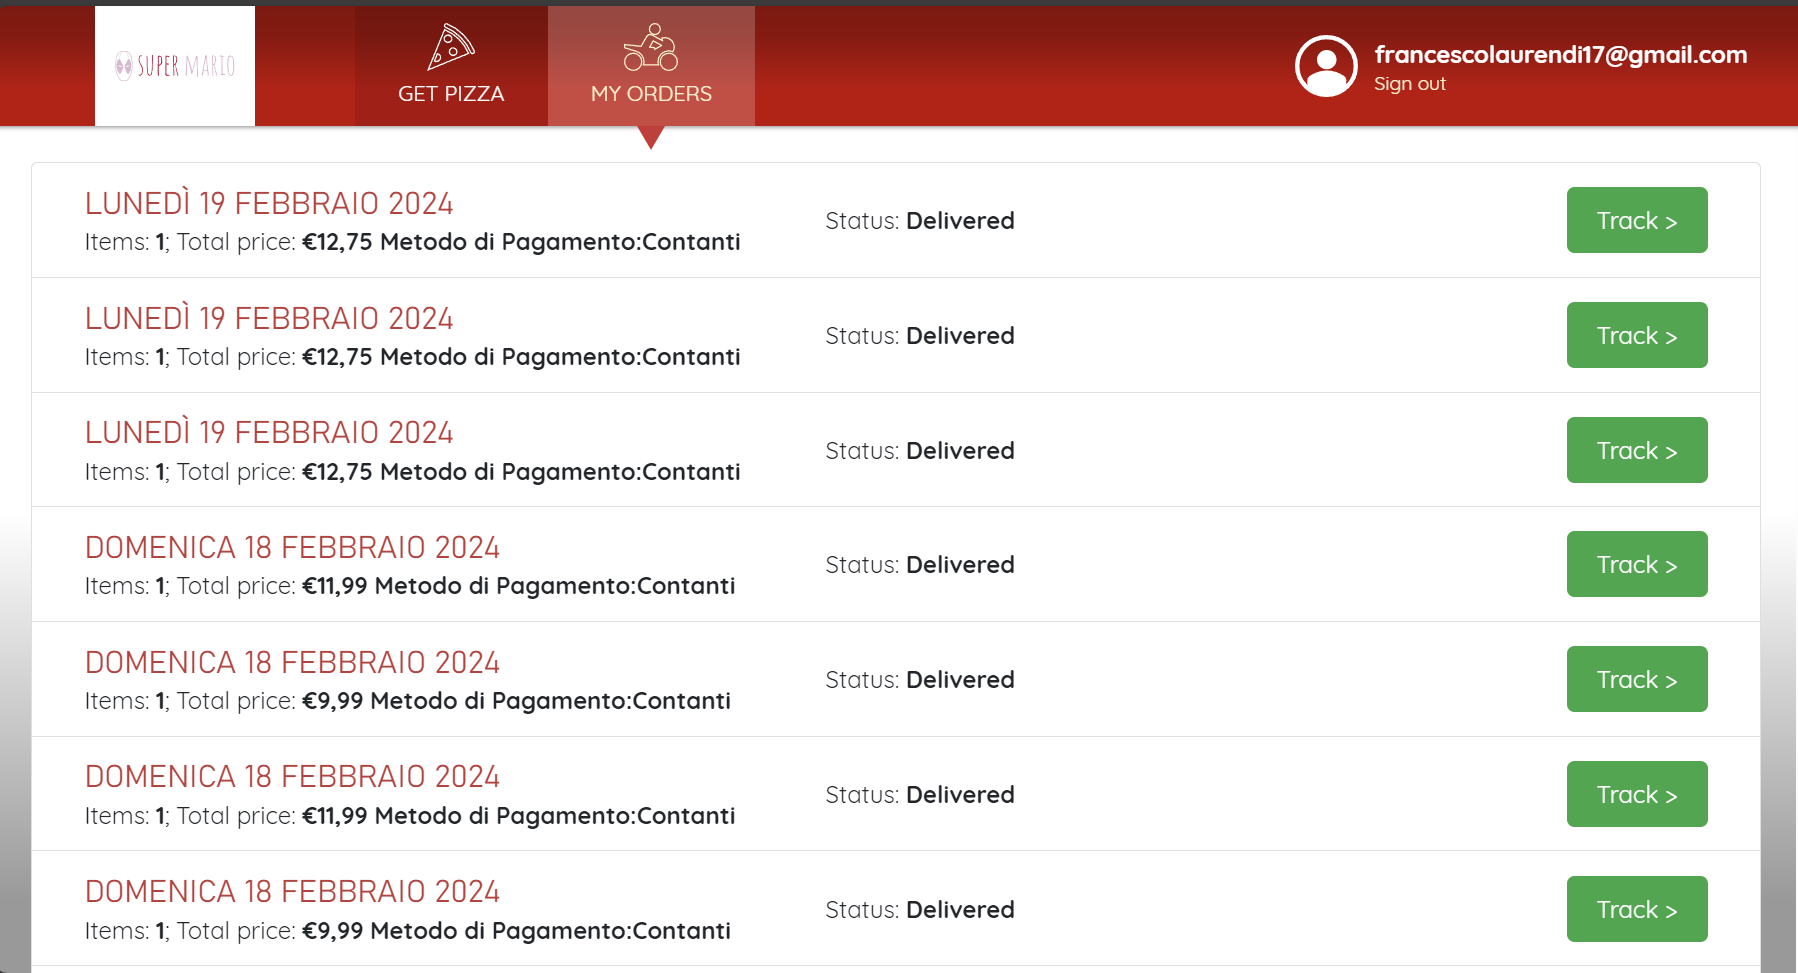 SUPER MARIO
GET PIZZA
MY ORDERS
francescolaurendi17@gmail.com
Sign out
LUNEDÌ 19 FEBBRAIO 2024
Items: 1; Total price: €12,75 Metodo di Pagamento:Contanti
Status: Delivered
Track >
LUNEDÌ 19 FEBBRAIO 2024
Items: 1; Total price: €12,75 Metodo di Pagamento:Contanti
Status: Delivered
Track >
LUNEDÌ 19 FEBBRAIO 2024
Items: 1; Total price: €12,75 Metodo di Pagamento:Contanti
Status: Delivered
Track >
DOMENICA 18 FEBBRAIO 2024
Items: 1; Total price: €11,99 Metodo di Pagamento:Contanti
Status: Delivered
Track >
DOMENICA 18 FEBBRAIO 2024
Items: 1; Total price: €9,99 Metodo di Pagamento:Contanti
Status: Delivered
Track >
DOMENICA 18 FEBBRAIO 2024
Items: 1; Total price: €11,99 Metodo di Pagamento:Contanti
Status: Delivered
Track >
DOMENICA 18 FEBBRAIO 2024
Items: 1; Total price: €9,99 Metodo di Pagamento:Contanti
Status: Delivered
Track >